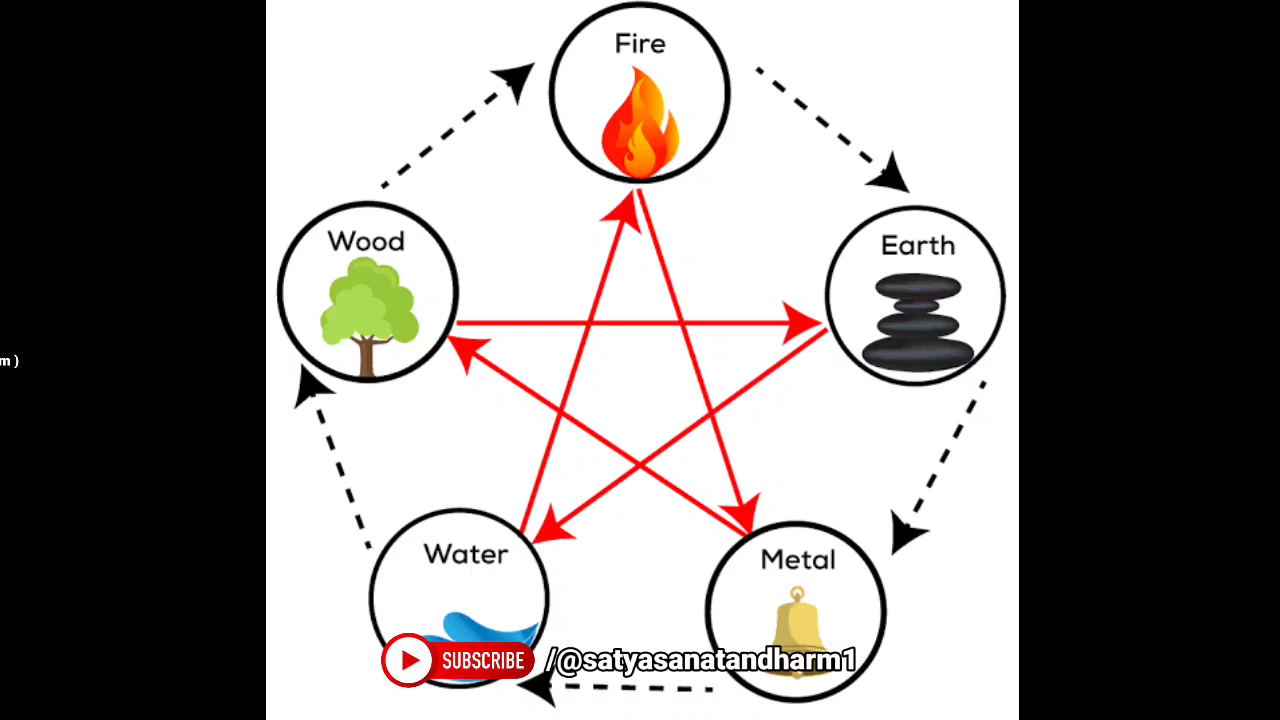 Fire
Wood
Earth
m )
Water
Metal
SUBSCRIBE /@satyasanatandharm1